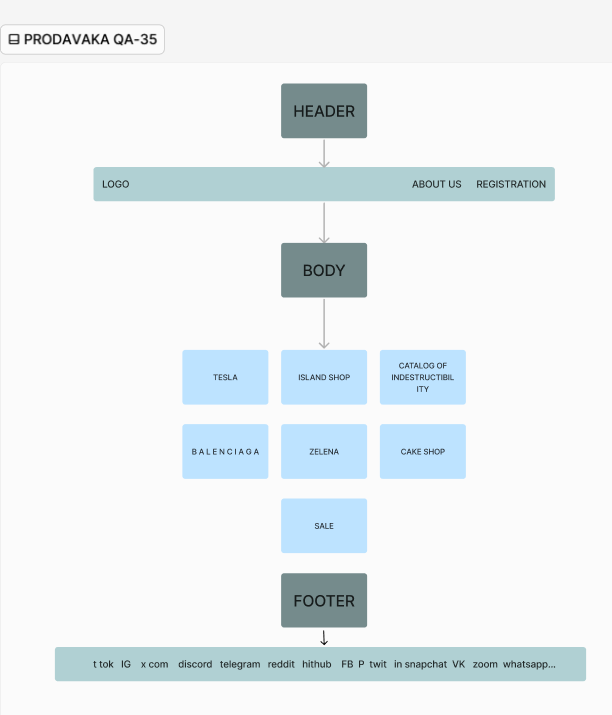 PRODAVAKA QA-35
HEADER
LOGO ABOUT US REGISTRATION
BODY
TESLA ISLAND SHOP CATALOG OF
INDESTRUCTIBIL
ITY
B A L E N C I A G A ZELENA CAKE SHOP
SALE
FOOTER
t tok IG x com discord telegram reddit hithub FB P twit in snapchat VK zoom whatsapp...